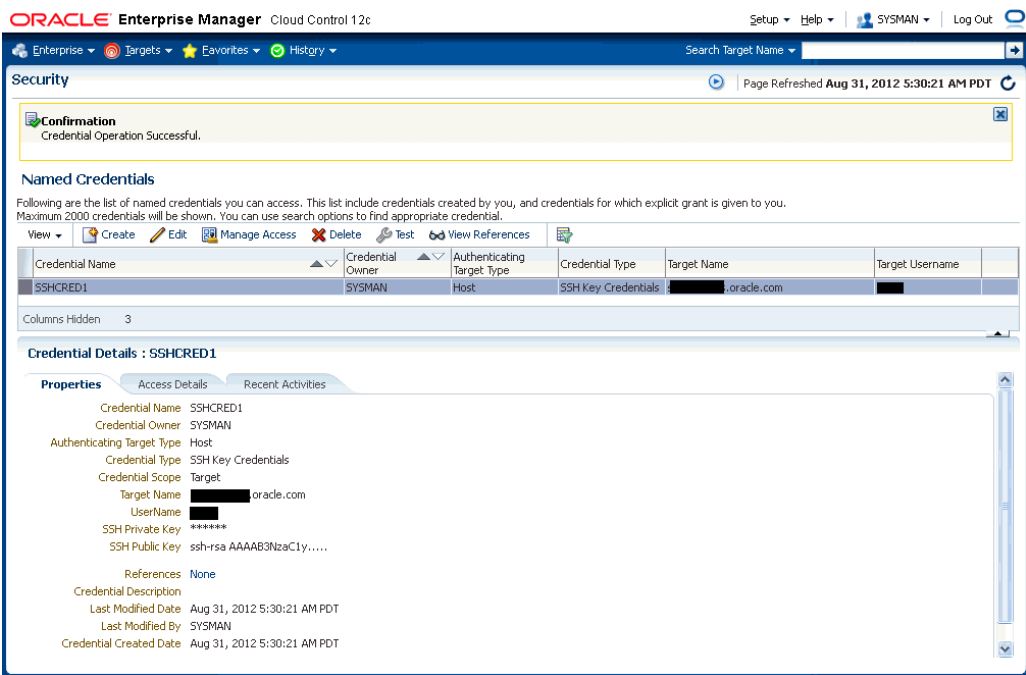 ORACLE Enterprise Manager Cloud Control 12c
Setup Help SYSMAN Log Out
Enterprise Targets Favorites History Search Target Name
Security
Page Refreshed Aug 31, 2012 5:30:21 AM PDT
Confirmation
Credential Operation Successful.
Named Credentials
Following are the list of named credentials you can access. This list include credentials created by you, and credentials for which explicit grant is given to you.
Maximum 2000 credentials will be shown. You can use search options to find appropriate credential.
View Create Edit Manage Access Delete Test View References
Credential Name Credential Owner Authenticating Target Type Credential Type Target Name Target Username
SSHCRED1 SYSMAN Host SSH Key Credentials .oracle.com
Columns Hidden 3
Credential Details : SSHCRED1
Properties Access Details Recent Activities
Credential Name SSHCRED1
Credential Owner SYSMAN
Authenticating Target Type Host
Credential Type SSH Key Credentials
Credential Scope Target
Target Name .oracle.com
UserName
SSH Private Key ******
SSH Public Key ssh-rsa AAAAB3NzaC1y.....
References None
Credential Description
Last Modified Date Aug 31, 2012 5:30:21 AM PDT
Last Modified By SYSMAN
Credential Created Date Aug 31, 2012 5:30:21 AM PDT